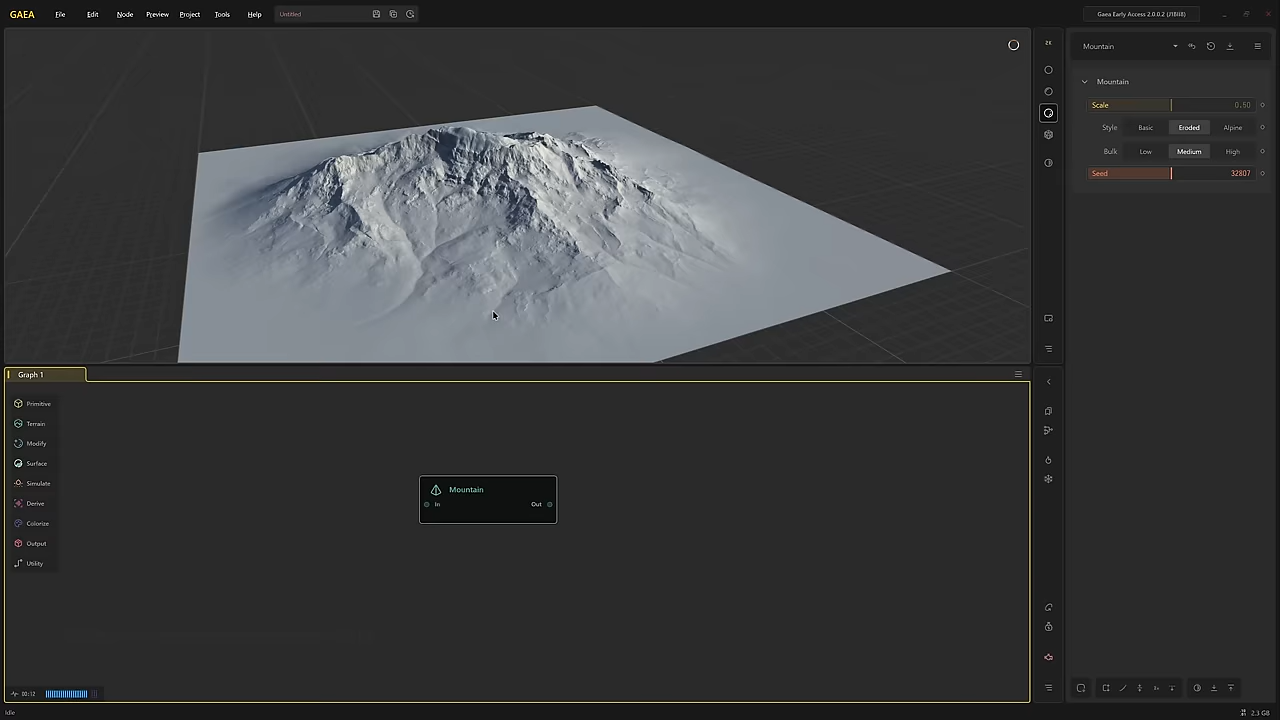 GAEA File Edit Node Preview Project Tools Help Untitled Gaea Early Access 2.0.0.2 (J1BII8)
2K
Mountain
Mountain
Scale 0.50
Style Basic Eroded Alpine
Bulk Low Medium High
Seed 32807
Graph 1
Primitive
Terrain
Modify
Surface
Simulate
Derive
Colorize
Output
Utility
Mountain
In Out
00:12
Idle
2.3 GB